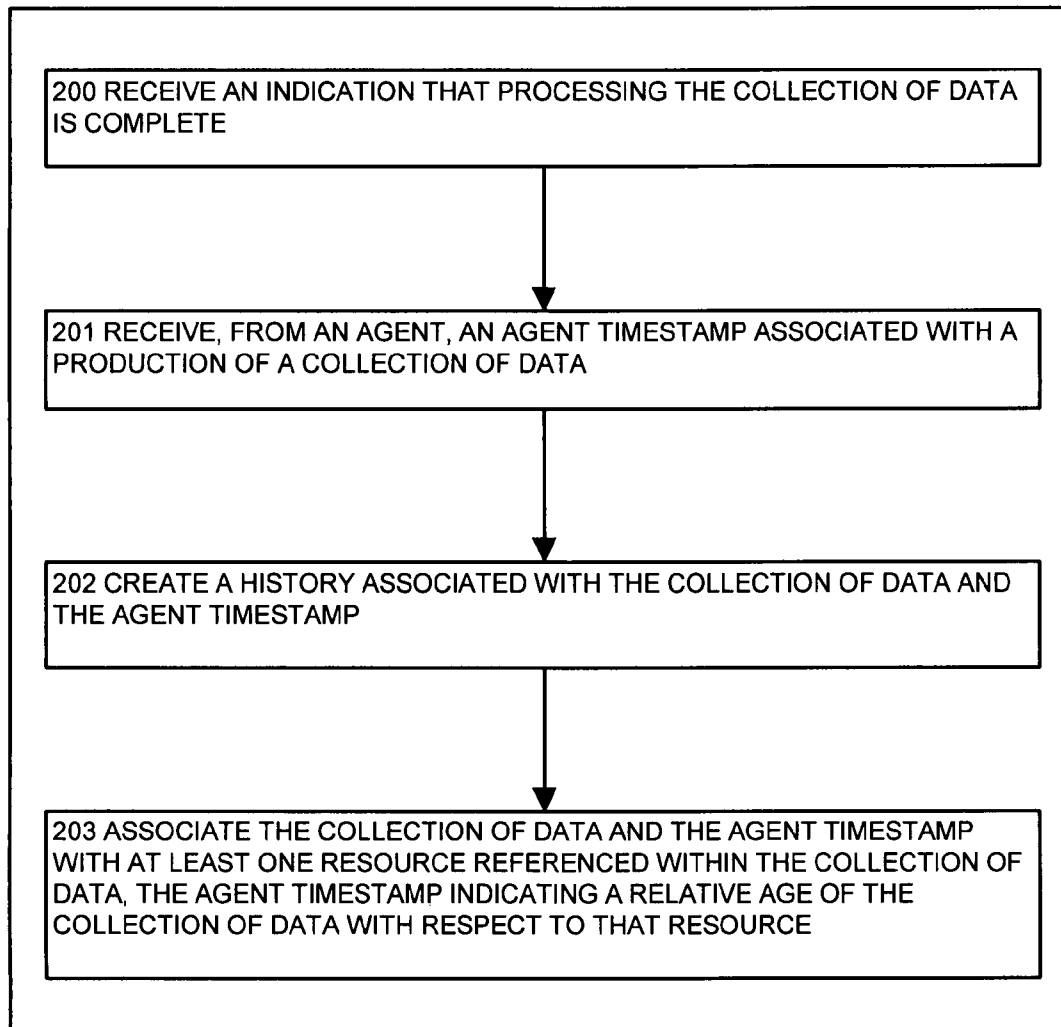 200 RECEIVE AN INDICATION THAT PROCESSING THE COLLECTION OF DATA
IS COMPLETE
201 RECEIVE, FROM AN AGENT, AN AGENT TIMESTAMP ASSOCIATED WITH A
PRODUCTION OF A COLLECTION OF DATA
202 CREATE A HISTORY ASSOCIATED WITH THE COLLECTION OF DATA AND
THE AGENT TIMESTAMP
203 ASSOCIATE THE COLLECTION OF DATA AND THE AGENT TIMESTAMP
WITH AT LEAST ONE RESOURCE REFERENCED WITHIN THE COLLECTION OF
DATA, THE AGENT TIMESTAMP INDICATING A RELATIVE AGE OF THE
COLLECTION OF DATA WITH RESPECT TO THAT RESOURCE